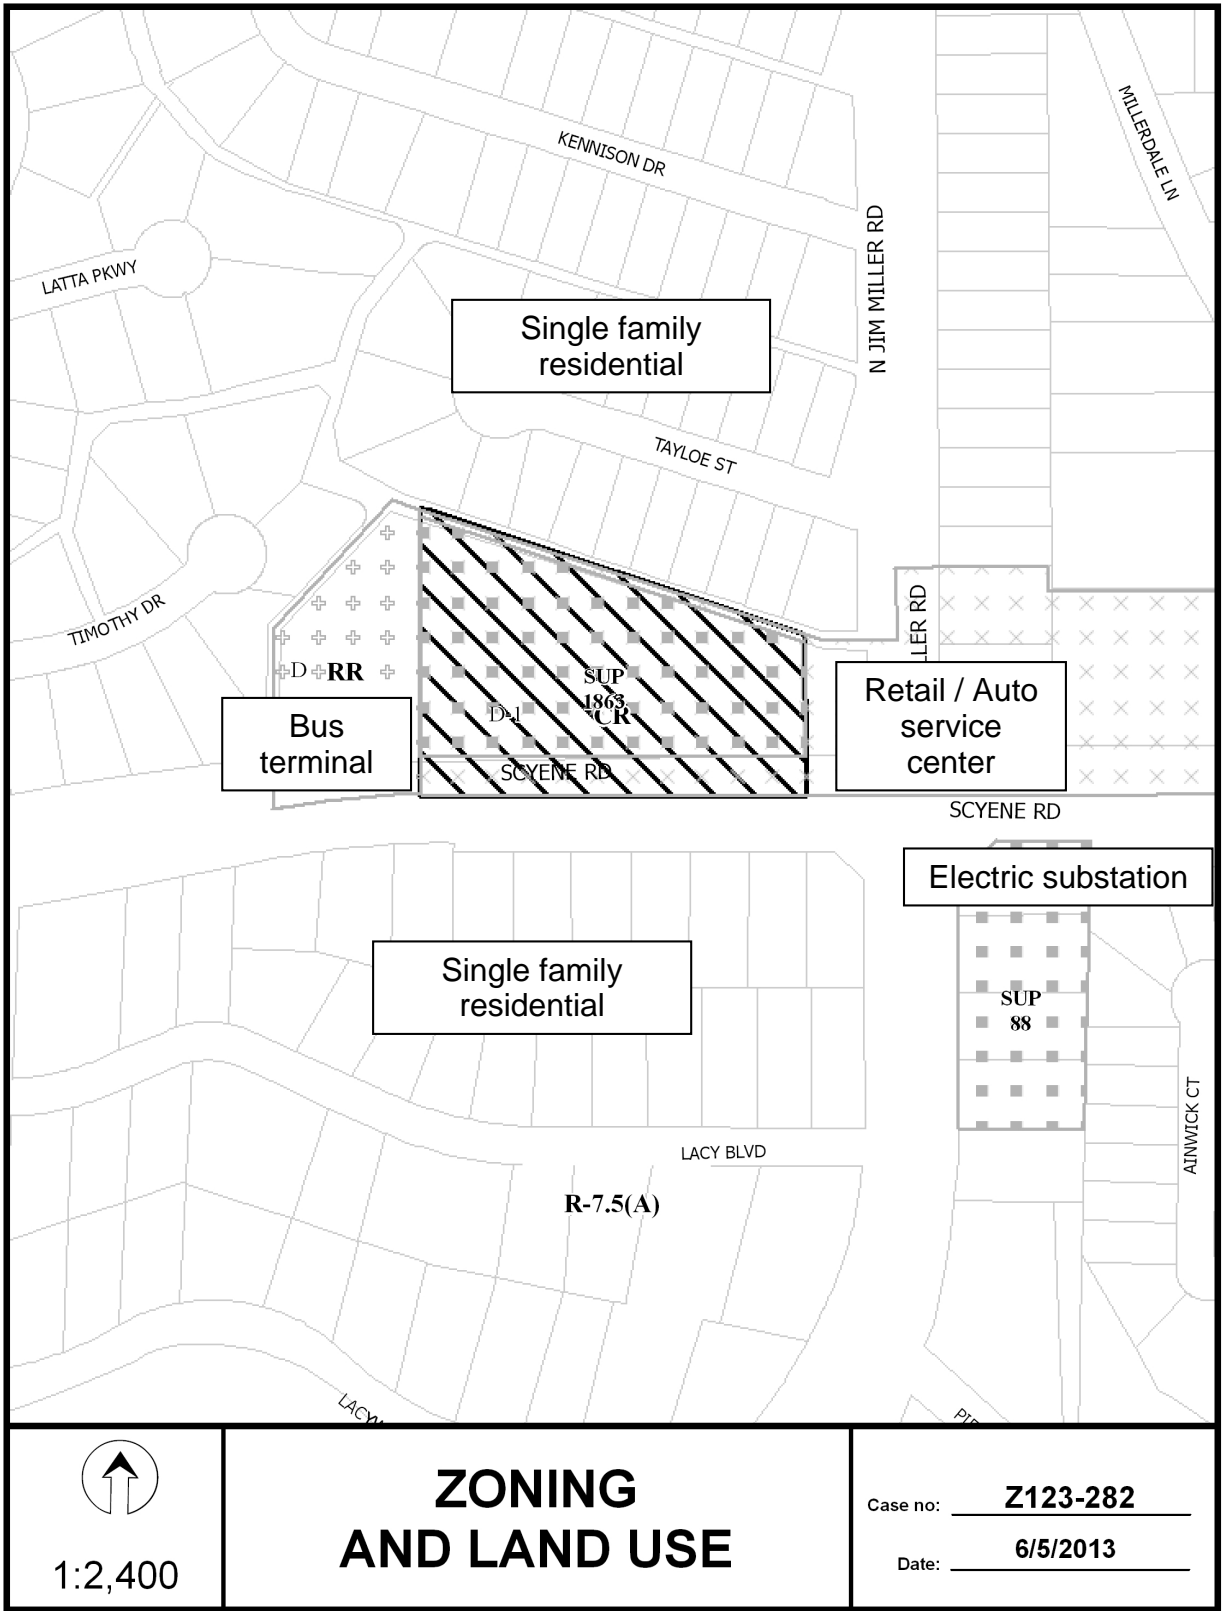 KENNISON DR
MILLERDALE LN
N JIM MILLER RD
LATTA PKWY
Single family
residential
TAYLOE ST
TIMOTHY DR
D RR
SUP
1863
D-1
CR
LLER RD
Bus
terminal
Retail / Auto
service
center
SCYENE RD
SCYENE RD
Electric substation
Single family
residential
SUP
88
AINWICK CT
LACY BLVD
R-7.5(A)
1:2,400
ZONING
AND LAND USE
Case no: Z123-282
Date: 6/5/2013